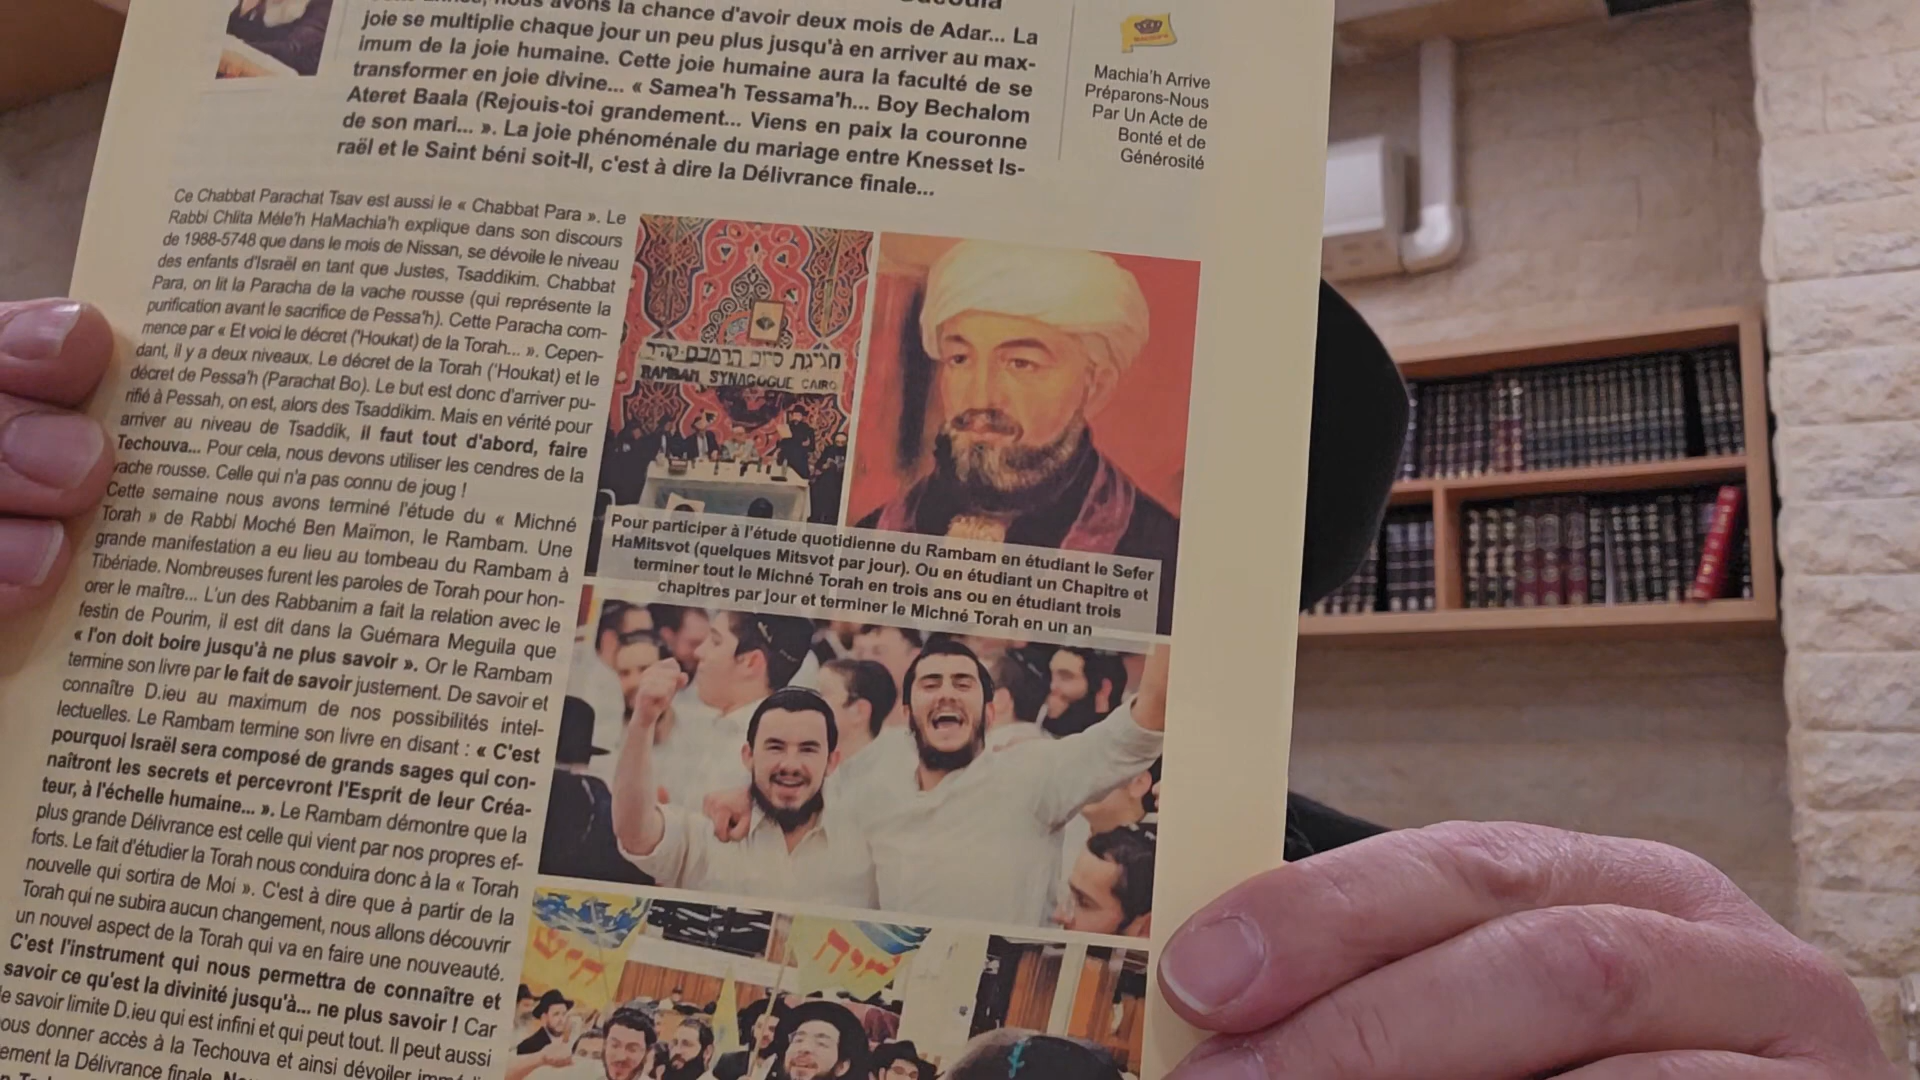 avons la chance d'avoir deux mois de Adar... La
joie se multiplie chaque jour un peu plus jusqu'à en arriver au max-
imum de la joie humaine. Cette joie humaine aura la faculté de se
transformer en joie divine... « Samea'h Tessama'h... Boy Bechalom
Ateret Baala (Rejouis-toi grandement... Viens en paix la couronne
de son mari... ». La joie phénoménale du mariage entre Knesset Is-
raël et le Saint béni soit-Il, c'est à dire la Délivrance finale...
Machia'h Arrive
Préparons-Nous
Par Un Acte de
Bonté et de
Générosité
Ce Chabbat Parachat Tsav est aussi le « Chabbat Para ». Le
Rabbi Chlita Méle'h HaMachia'h explique dans son discours
de 1988-5748 que dans le mois de Nissan, se dévoile le niveau
des enfants d'Israël en tant que Justes, Tsaddikim. Chabbat
Para, on lit la Paracha de la vache rousse (qui représente la
purification avant le sacrifice de Pessa'h). Cette Paracha com-
mence par « Et voici le décret ('Houkat) de la Torah... ». Cepen-
dant, il y a deux niveaux. Le décret de la Torah ('Houkat) et le
décret de Pessa'h (Parachat Bo). Le but est donc d'arriver pu-
rifié à Pessah, on est, alors des Tsaddikim. Mais en vérité pour
arriver au niveau de Tsaddik, il faut tout d'abord, faire
Techouva... Pour cela, nous devons utiliser les cendres de la
vache rousse. Celle qui n'a pas connu de joug !
Cette semaine nous avons terminé l'étude du « Michné
Torah » de Rabbi Moché Ben Maïmon, le Rambam. Une
grande manifestation a eu lieu au tombeau du Rambam à
Tibériade. Nombreuses furent les paroles de Torah pour hon-
orer le maître... L'un des Rabbanim a fait la relation avec le
festin de Pourim, il est dit dans la Guémara Meguila que
« l'on doit boire jusqu'à ne plus savoir ». Or le Rambam
termine son livre par le fait de savoir justement. De savoir et
connaître D.ieu au maximum de nos possibilités intel-
lectuelles. Le Rambam termine son livre en disant : « C'est
pourquoi Israël sera composé de grands sages qui con-
naîtront les secrets et percevront l'Esprit de leur Créa-
teur, à l'échelle humaine... ». Le Rambam démontre que la
plus grande Délivrance est celle qui vient par nos propres ef-
forts. Le fait d'étudier la Torah nous conduira donc à la « Torah
nouvelle qui sortira de Moi ». C'est à dire que à partir de la
Torah qui ne subira aucun changement, nous allons découvrir
un nouvel aspect de la Torah qui va en faire une nouveauté.
C'est l'instrument qui nous permettra de connaître et
savoir ce qu'est la divinité jusqu'à... ne plus savoir ! Car
le savoir limite D.ieu qui est infini et qui peut tout. Il peut aussi
donner accès à la Techouva et ainsi dévoiler
la Délivrance finale.
חגיגת סיום הרמבם-קהיר
RAMBAM SYNAGOGUE CAIRO
Pour participer à l'étude quotidienne du Rambam en étudiant le Sefer
HaMitsvot (quelques Mitsvot par jour). Ou en étudiant un Chapitre et
terminer tout le Michné Torah en trois ans ou en étudiant trois
chapitres par jour et terminer le Michné Torah en un an